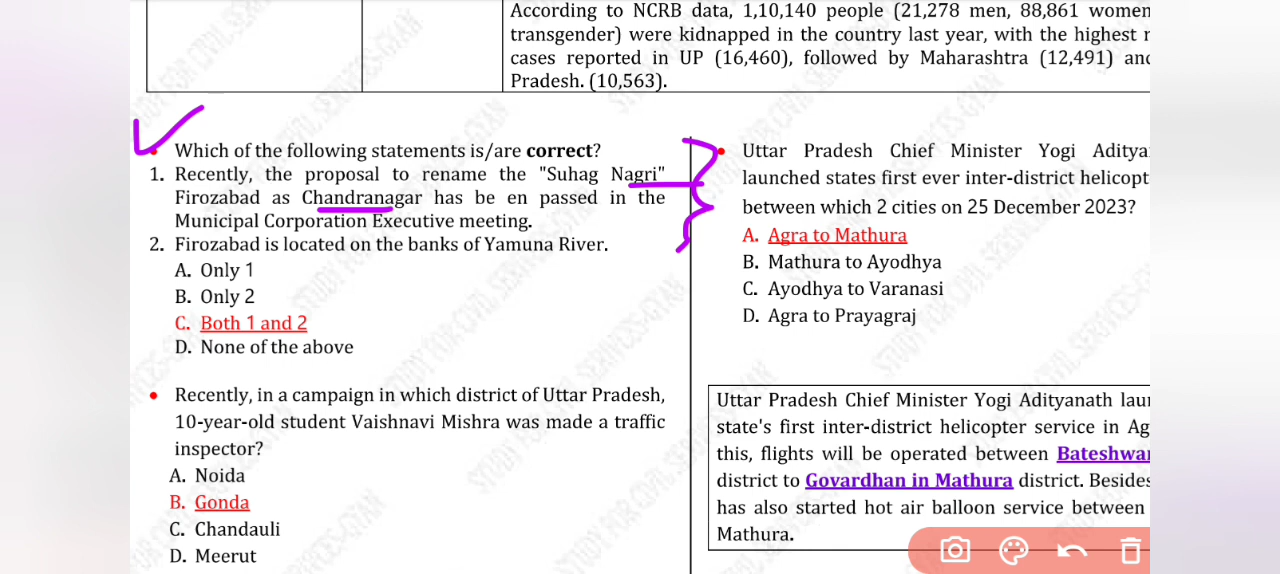 According to NCRB data, 1,10,140 people (21,278 men, 88,861 women
transgender) were kidnapped in the country last year, with the highest
cases reported in UP (16,460), followed by Maharashtra (12,491) and
Pradesh. (10,563).
Which of the following statements is/are correct?
1. Recently, the proposal to rename the "Suhag Nagri"
Firozabad as Chandranagar has be en passed in the
Municipal Corporation Executive meeting.
2. Firozabad is located on the banks of Yamuna River.
A. Only 1
B. Only 2
C. Both 1 and 2
D. None of the above
Recently, in a campaign in which district of Uttar Pradesh,
10-year-old student Vaishnavi Mishra was made a traffic
inspector?
A. Noida
B. Gonda
C. Chandauli
D. Meerut
Uttar Pradesh Chief Minister Yogi Aditya
launched states first ever inter-district helicopt
between which 2 cities on 25 December 2023?
A. Agra to Mathura
B. Mathura to Ayodhya
C. Ayodhya to Varanasi
D. Agra to Prayagraj
Uttar Pradesh Chief Minister Yogi Adityanath lau
state's first inter-district helicopter service in Ag
this, flights will be operated between Bateshwa
district to Govardhan in Mathura district. Besides
has also started hot air balloon service between
Mathura.